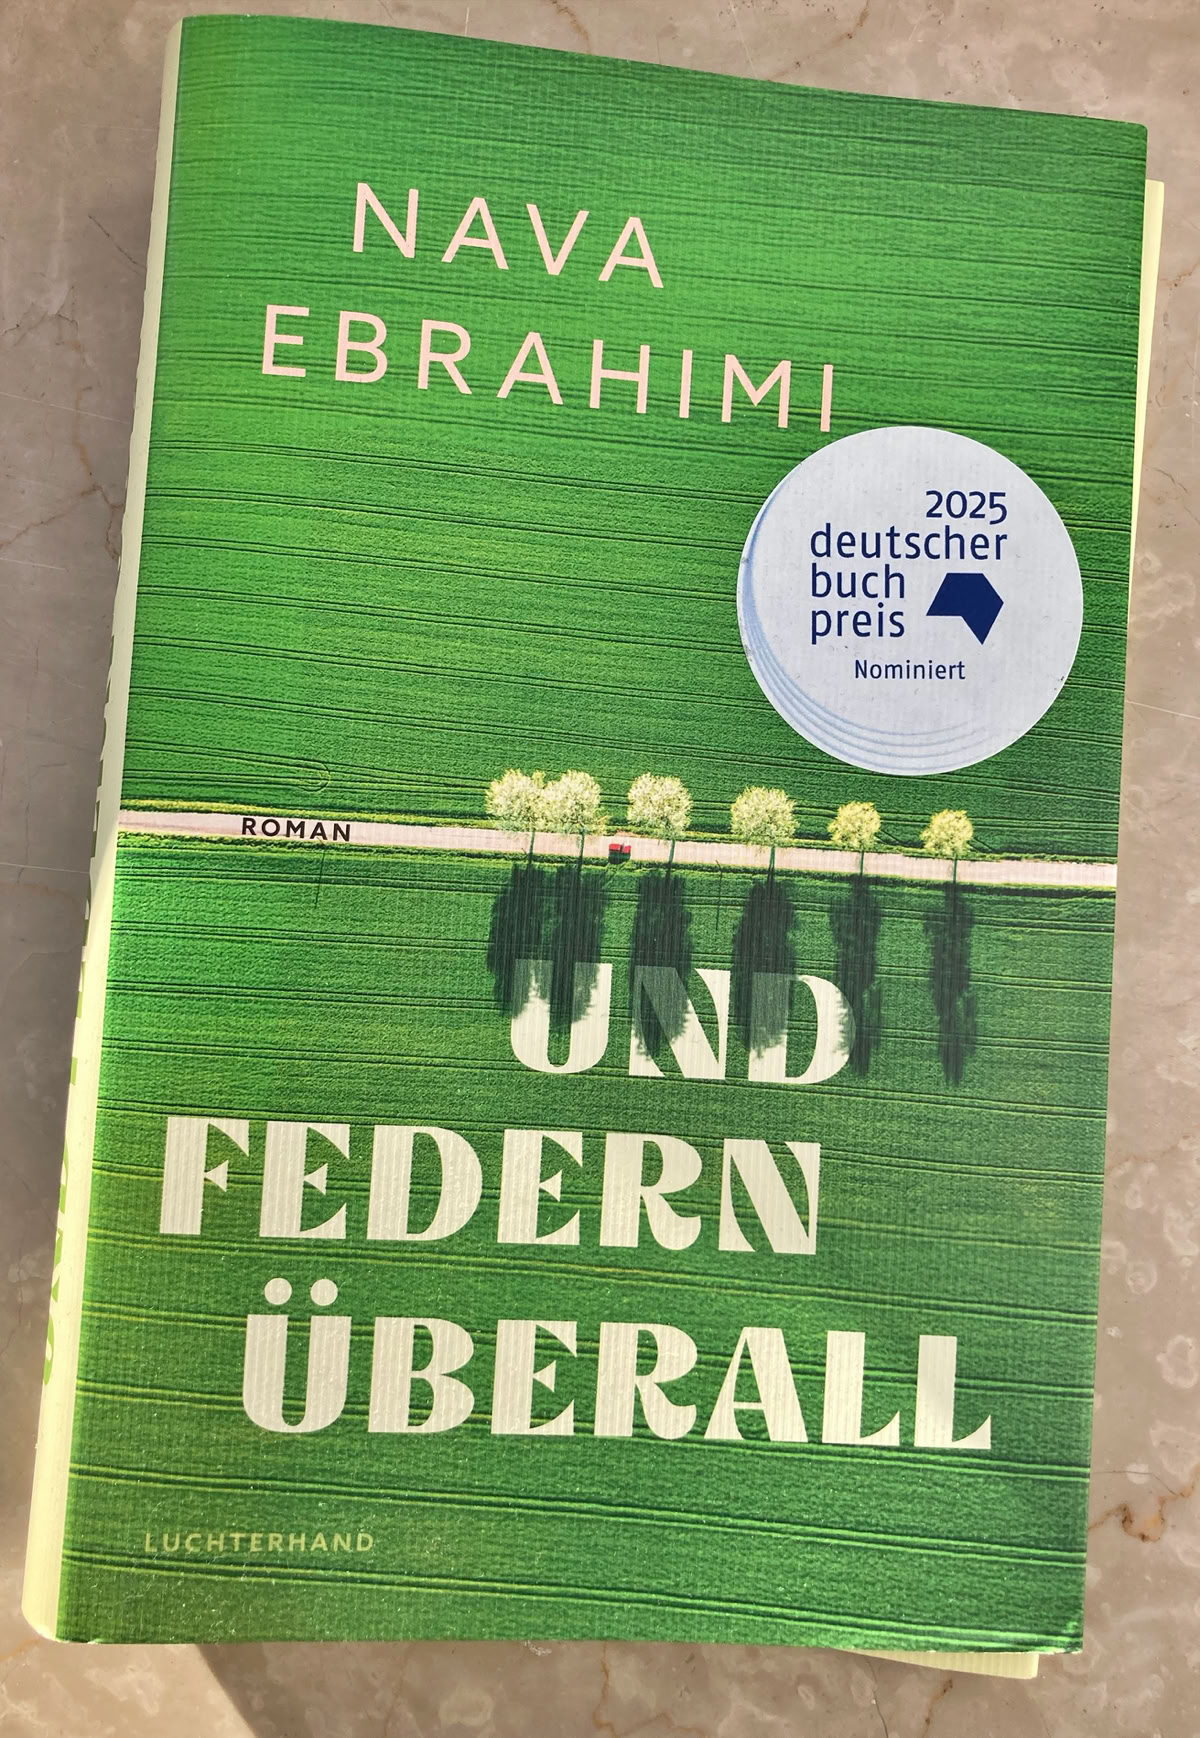 NAVA
EBRAHIMI
2025
deutscher
buch
preis
Nominiert
ROMAN
UND
FEDERN
ÜBERALL
LUCHTERHAND